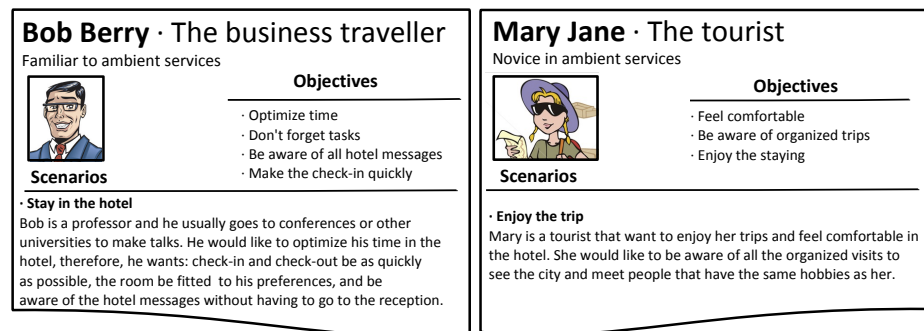 Bob Berry · The business traveller
Familiar to ambient services
Objectives
· Optimize time
· Don't forget tasks
· Be aware of all hotel messages
· Make the check-in quickly
Scenarios
· Stay in the hotel
Bob is a professor and he usually goes to conferences or other
universities to make talks. He would like to optimize his time in the
hotel, therefore, he wants: check-in and check-out be as quickly
as possible, the room be fitted to his preferences, and be
aware of the hotel messages without having to go to the reception.
Mary Jane · The tourist
Novice in ambient services
Objectives
· Feel comfortable
· Be aware of organized trips
· Enjoy the staying
Scenarios
· Enjoy the trip
Mary is a tourist that want to enjoy her trips and feel comfortable in
the hotel. She would like to be aware of all the organized visits to
see the city and meet people that have the same hobbies as her.